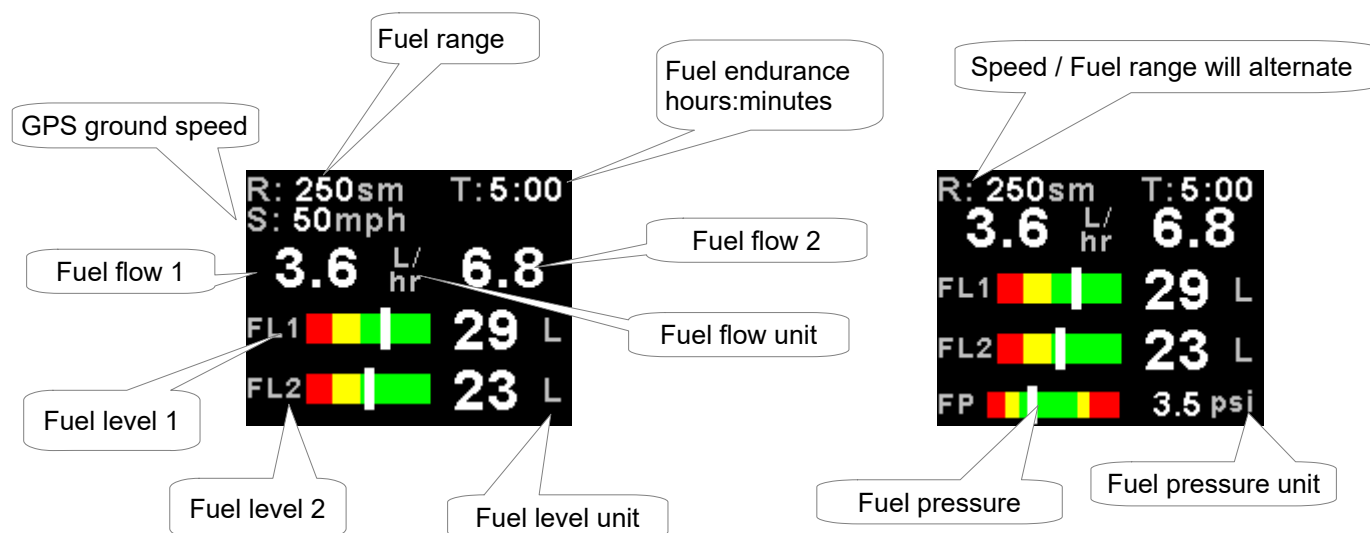 Fuel range
Fuel endurance
hours:minutes
Speed / Fuel range will alternate
GPS ground speed
R: 250sm T:5:00
S: 50mph
3.6 L/hr 6.8
FL1 29 L
FL2 23 L
Fuel flow 1
Fuel flow 2
Fuel flow unit
Fuel level 1
Fuel level 2
Fuel level unit
R: 250sm T:5:00
3.6 L/hr 6.8
FL1 29 L
FL2 23 L
FP 3.5 psi
Fuel pressure
Fuel pressure unit